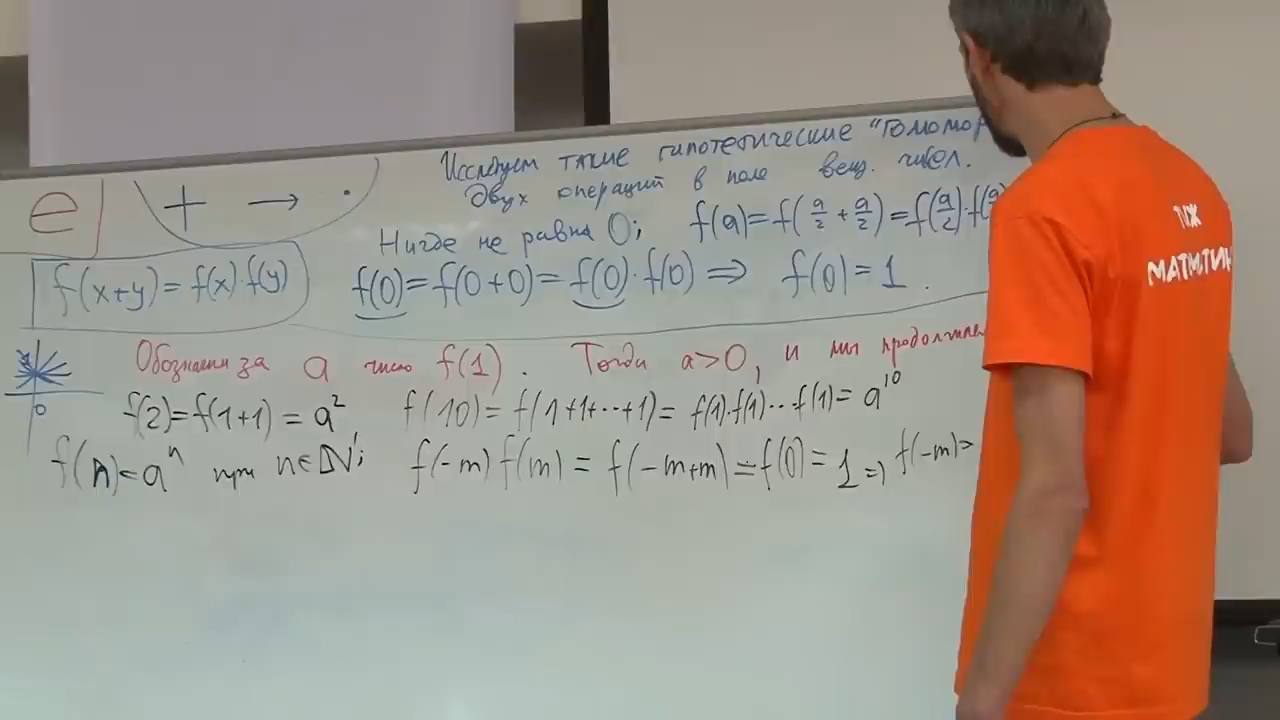 Исследуем такие гипотетические "гомомор
двух операций в поле вещ. чисел.
e | + → ·
Нигде не равна 0; f(a)=f(a/2 + a/2)=f(a/2)·f(a
f(x+y)=f(x)·f(y)
f(0)=f(0+0)=f(0)·f(0) ⇒ f(0)=1.
Обозначим за a число f(1). Тогда a>0, и мы продолжаем
0
f(2)=f(1+1)=a² f(10)=f(1+1+...+1)=f(1)·f(1)...f(1)=a¹⁰
f(n)=aⁿ при n∈ℕ; f(-m)f(m)=f(-m+m)=f(0)=1 ⇒ f(-m)=
ТУЖ